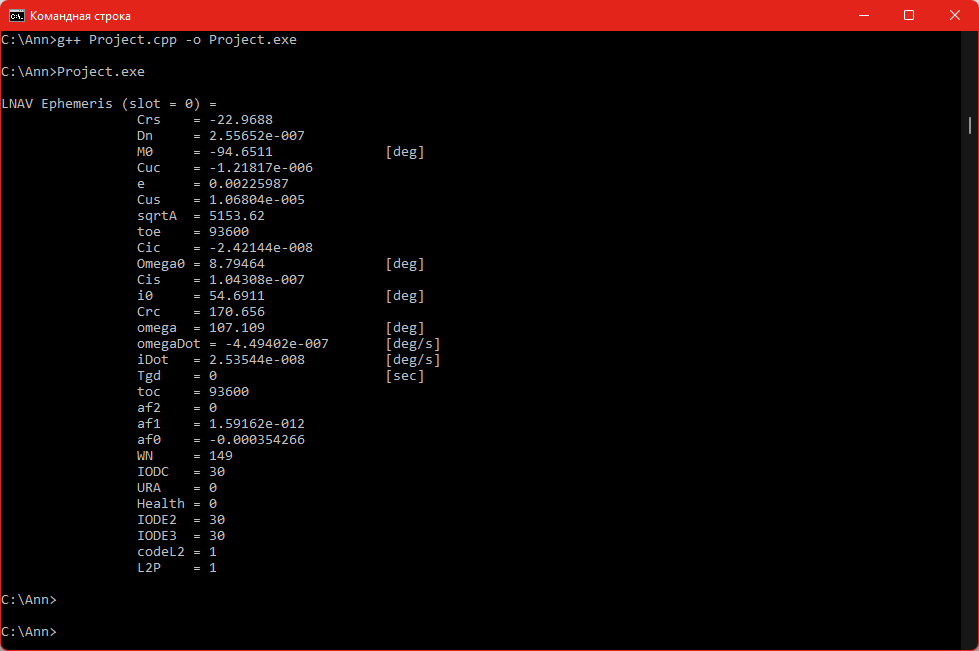 Командная строка
C:\Ann>g++ Project.cpp -o Project.exe
C:\Ann>Project.exe
LNAV Ephemeris (slot = 0) =
Crs = -22.9688
Dn = 2.55652e-007
M0 = -94.6511 [deg]
Cuc = -1.21817e-006
e = 0.00225987
Cus = 1.06804e-005
sqrtA = 5153.62
toe = 93600
Cic = -2.42144e-008
Omega0 = 8.79464 [deg]
Cis = 1.04308e-007
i0 = 54.6911 [deg]
Crc = 170.656
omega = 107.109 [deg]
omegaDot = -4.49402e-007 [deg/s]
iDot = 2.53544e-008 [deg/s]
Tgd = 0 [sec]
toc = 93600
af2 = 0
af1 = 1.59162e-012
af0 = -0.000354266
WN = 149
IODC = 30
URA = 0
Health = 0
IODE2 = 30
IODE3 = 30
codeL2 = 1
L2P = 1
C:\Ann>
C:\Ann>